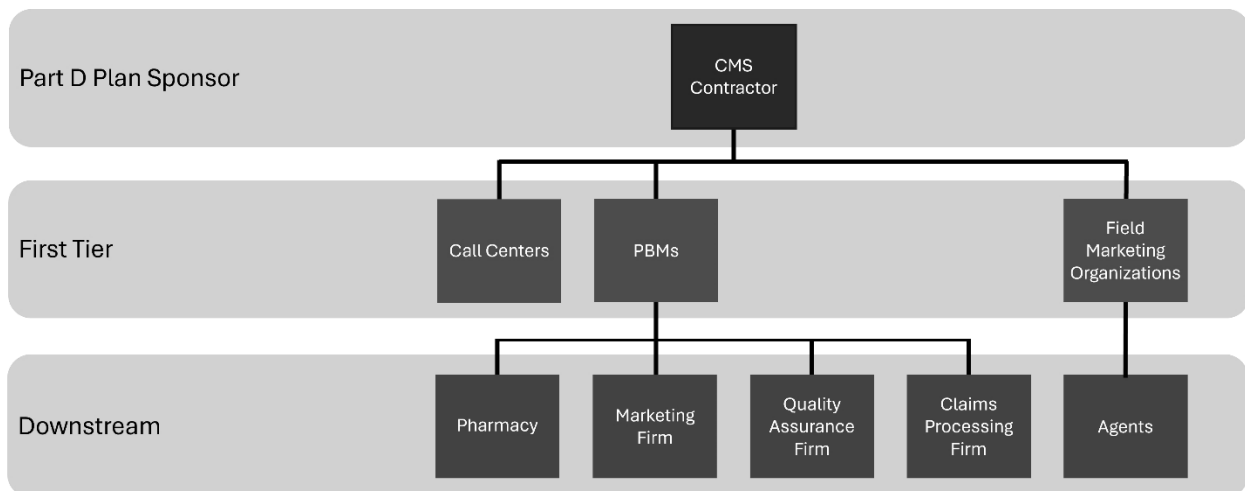 Part D Plan Sponsor
CMS
Contractor
First Tier
Call Centers
PBMs
Field
Marketing
Organizations
Downstream
Pharmacy
Marketing
Firm
Quality
Assurance
Firm
Claims
Processing
Firm
Agents